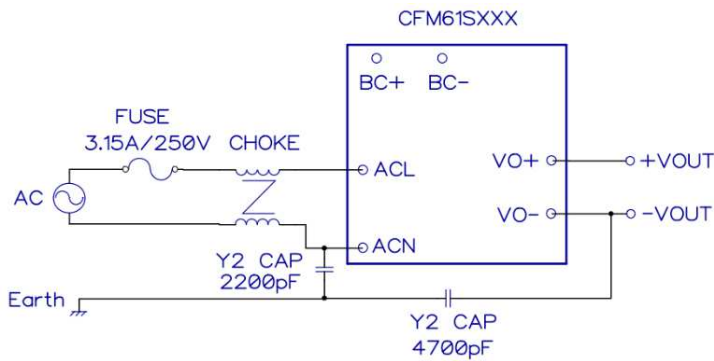 CFM61SXXX
BC+ BC-
FUSE
3.15A/250V CHOKE
ACL
VO+ +VOUT
AC
VO- -VOUT
ACN
Y2 CAP
2200pF
Earth
Y2 CAP
4700pF